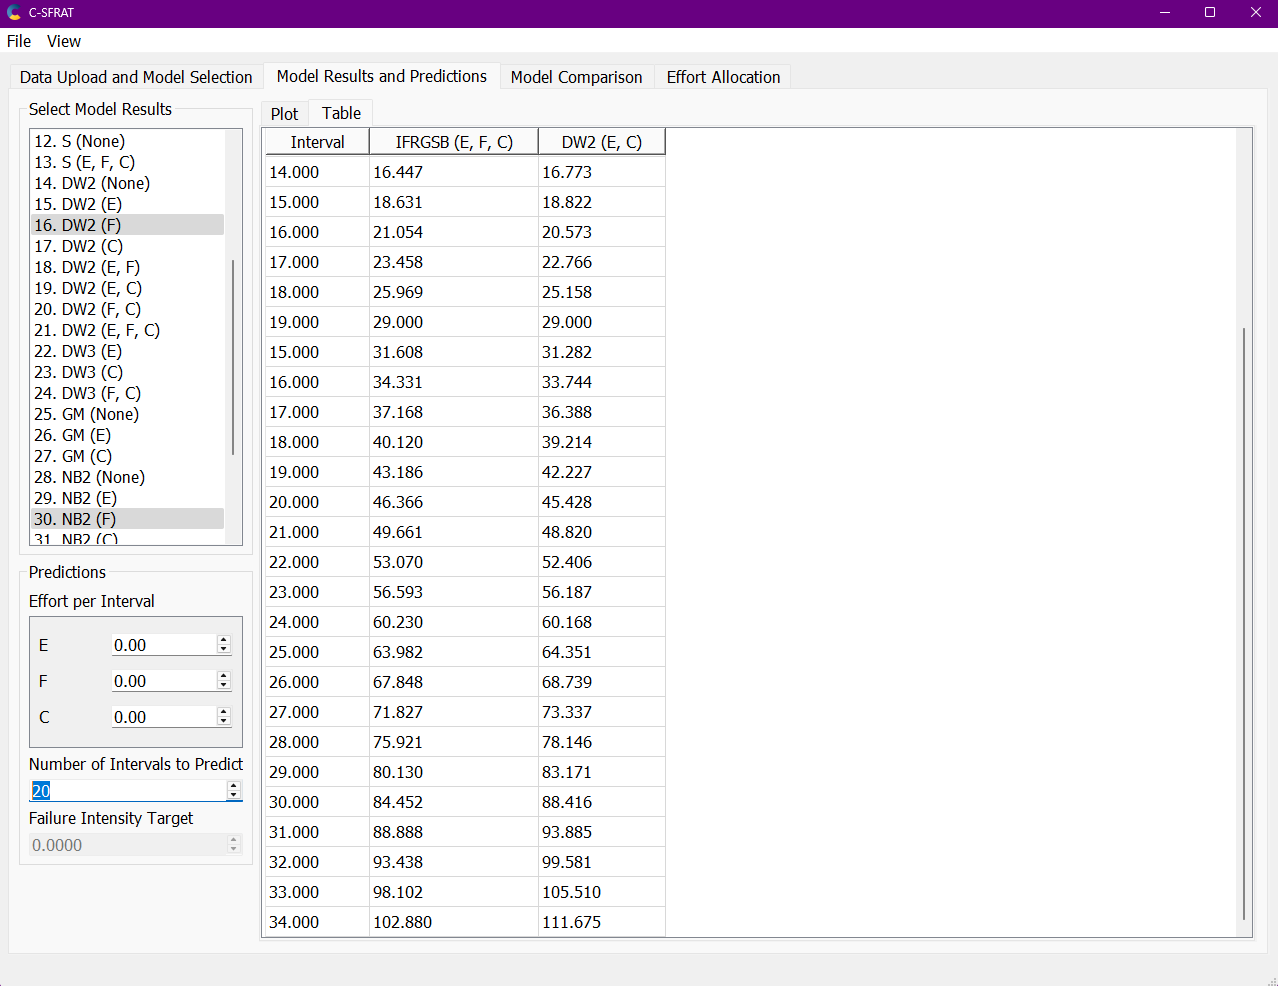 C-SFRAT
File View
Data Upload and Model Selection Model Results and Predictions Model Comparison Effort Allocation
Select Model Results
12. S (None)
13. S (E, F, C)
14. DW2 (None)
15. DW2 (E)
16. DW2 (F)
17. DW2 (C)
18. DW2 (E, F)
19. DW2 (E, C)
20. DW2 (F, C)
21. DW2 (E, F, C)
22. DW3 (E)
23. DW3 (C)
24. DW3 (F, C)
25. GM (None)
26. GM (E)
27. GM (C)
28. NB2 (None)
29. NB2 (E)
30. NB2 (F)
31. NB2 (C)
Predictions
Effort per Interval
E 0.00
F 0.00
C 0.00
Number of Intervals to Predict
20
Failure Intensity Target
0.0000
Plot Table
Interval IFRGSB (E, F, C) DW2 (E, C)
14.000 16.447 16.773
15.000 18.631 18.822
16.000 21.054 20.573
17.000 23.458 22.766
18.000 25.969 25.158
19.000 29.000 29.000
15.000 31.608 31.282
16.000 34.331 33.744
17.000 37.168 36.388
18.000 40.120 39.214
19.000 43.186 42.227
20.000 46.366 45.428
21.000 49.661 48.820
22.000 53.070 52.406
23.000 56.593 56.187
24.000 60.230 60.168
25.000 63.982 64.351
26.000 67.848 68.739
27.000 71.827 73.337
28.000 75.921 78.146
29.000 80.130 83.171
30.000 84.452 88.416
31.000 88.888 93.885
32.000 93.438 99.581
33.000 98.102 105.510
34.000 102.880 111.675